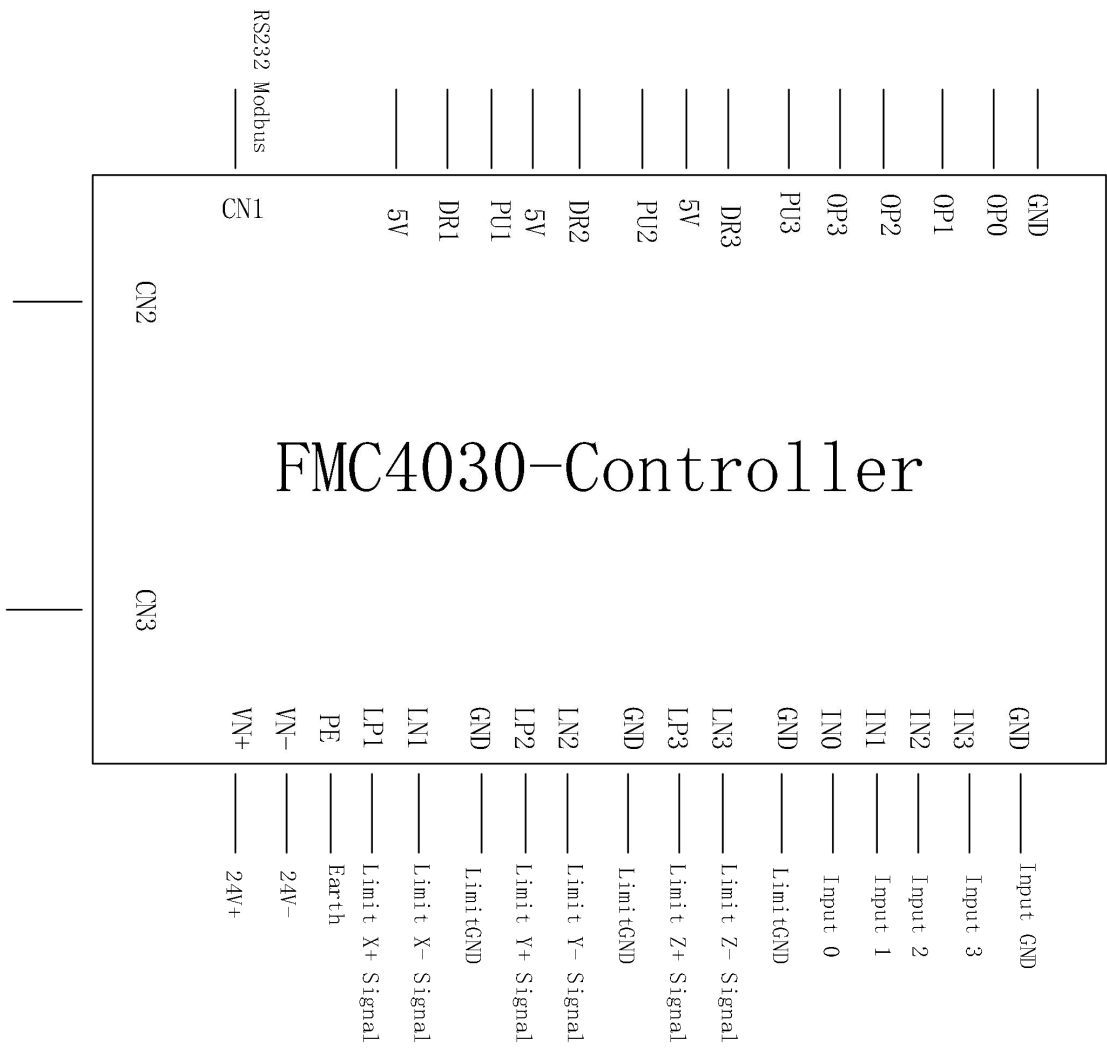 RS232 Modbus
CN1
5V
DR1
PU1
5V
DR2
PU2
5V
DR3
PU3
OP3
OP2
OP1
OP0
GND
CN2
FMC4030-Controller
CN3
VN+
VN-
PE
LP1
LN1
GND
LP2
LN2
GND
LP3
LN3
GND
IN0
IN1
IN2
IN3
GND
24V+
24V-
Earth
Limit X+ Signal
Limit X- Signal
LimitGND
Limit Y+ Signal
Limit Y- Signal
LimitGND
Limit Z+ Signal
Limit Z- Signal
LimitGND
Input 0
Input 1
Input 2
Input 3
Input GND